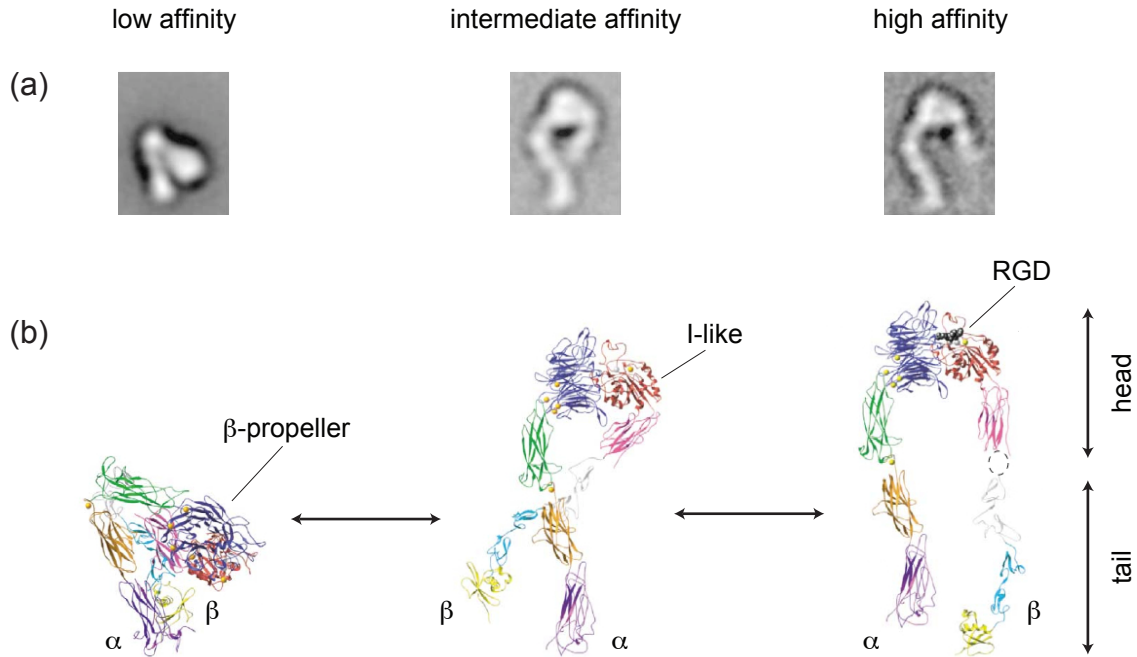 low affinity
intermediate affinity
high affinity
(a)
RGD
(b)
I-like
head
β-propeller
tail
β
β
β
α
α
α